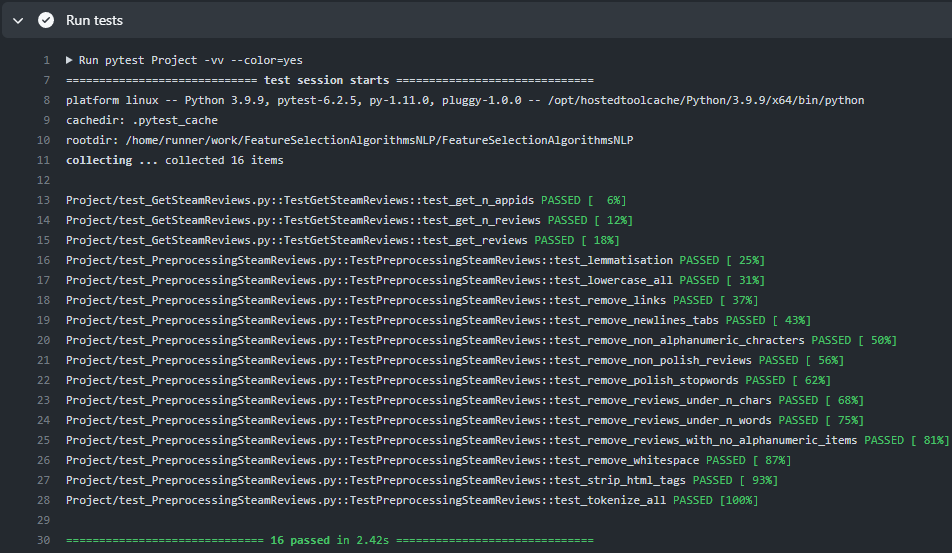 Run tests
1 ▶ Run pytest Project -vv --color=yes
7 ============================= test session starts ==============================
8 platform linux -- Python 3.9.9, pytest-6.2.5, py-1.11.0, pluggy-1.0.0 -- /opt/hostedtoolcache/Python/3.9.9/x64/bin/python
9 cachedir: .pytest_cache
10 rootdir: /home/runner/work/FeatureSelectionAlgorithmsNLP/FeatureSelectionAlgorithmsNLP
11 collecting ... collected 16 items
12
13 Project/test_GetSteamReviews.py::TestGetSteamReviews::test_get_n_appids PASSED [  6%]
14 Project/test_GetSteamReviews.py::TestGetSteamReviews::test_get_n_reviews PASSED [ 12%]
15 Project/test_GetSteamReviews.py::TestGetSteamReviews::test_get_reviews PASSED [ 18%]
16 Project/test_PreprocessingSteamReviews.py::TestPreprocessingSteamReviews::test_lemmatisation PASSED [ 25%]
17 Project/test_PreprocessingSteamReviews.py::TestPreprocessingSteamReviews::test_lowercase_all PASSED [ 31%]
18 Project/test_PreprocessingSteamReviews.py::TestPreprocessingSteamReviews::test_remove_links PASSED [ 37%]
19 Project/test_PreprocessingSteamReviews.py::TestPreprocessingSteamReviews::test_remove_newlines_tabs PASSED [ 43%]
20 Project/test_PreprocessingSteamReviews.py::TestPreprocessingSteamReviews::test_remove_non_alphanumeric_chracters PASSED [ 50%]
21 Project/test_PreprocessingSteamReviews.py::TestPreprocessingSteamReviews::test_remove_non_polish_reviews PASSED [ 56%]
22 Project/test_PreprocessingSteamReviews.py::TestPreprocessingSteamReviews::test_remove_polish_stopwords PASSED [ 62%]
23 Project/test_PreprocessingSteamReviews.py::TestPreprocessingSteamReviews::test_remove_reviews_under_n_chars PASSED [ 68%]
24 Project/test_PreprocessingSteamReviews.py::TestPreprocessingSteamReviews::test_remove_reviews_under_n_words PASSED [ 75%]
25 Project/test_PreprocessingSteamReviews.py::TestPreprocessingSteamReviews::test_remove_reviews_with_no_alphanumeric_items PASSED [ 81%]
26 Project/test_PreprocessingSteamReviews.py::TestPreprocessingSteamReviews::test_remove_whitespace PASSED [ 87%]
27 Project/test_PreprocessingSteamReviews.py::TestPreprocessingSteamReviews::test_strip_html_tags PASSED [ 93%]
28 Project/test_PreprocessingSteamReviews.py::TestPreprocessingSteamReviews::test_tokenize_all PASSED [100%]
29
30 ============================== 16 passed in 2.42s ==============================